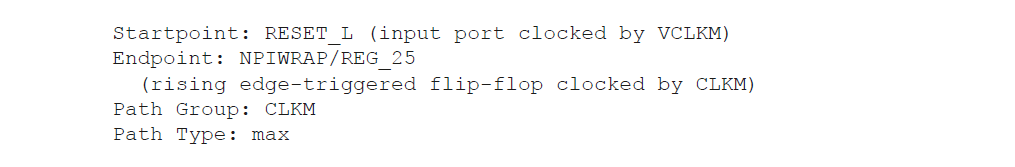 Startpoint: RESET_L (input port clocked by VCLKM)
Endpoint: NPIWRAP/REG_25
(rising edge-triggered flip-flop clocked by CLKM)
Path Group: CLKM
Path Type: max